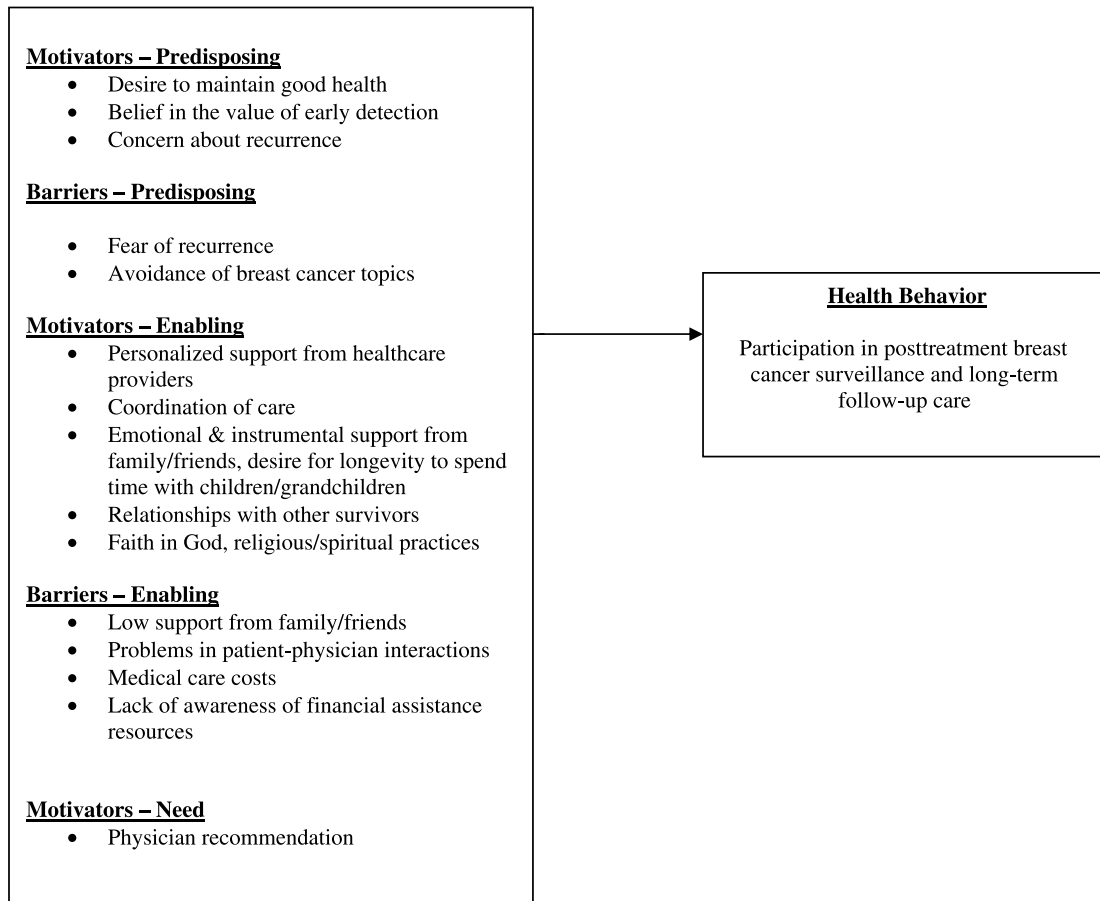 Motivators – Predisposing
• Desire to maintain good health
• Belief in the value of early detection
• Concern about recurrence
Barriers – Predisposing
• Fear of recurrence
• Avoidance of breast cancer topics
Motivators – Enabling
• Personalized support from healthcare
providers
• Coordination of care
• Emotional & instrumental support from
family/friends, desire for longevity to spend
time with children/grandchildren
• Relationships with other survivors
• Faith in God, religious/spiritual practices
Barriers – Enabling
• Low support from family/friends
• Problems in patient-physician interactions
• Medical care costs
• Lack of awareness of financial assistance
resources
Motivators – Need
• Physician recommendation
Health Behavior
Participation in posttreatment breast
cancer surveillance and long-term
follow-up care